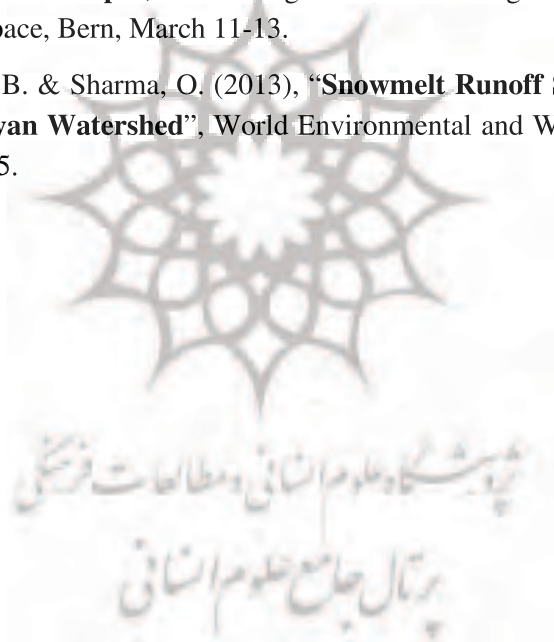 pace, Bern, March 11-13.
B. & Sharma, O. (2013), “Snowmelt Runoff S
yan Watershed”, World Environmental and W
5.
پژوهشگاه علوم انسانی و مطالعات فرهنگی
پرتال جامع علوم انسانی